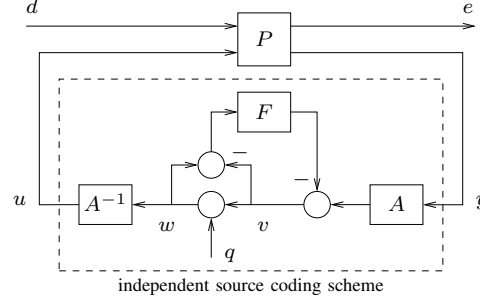 d
e
P
F
−
−
u
A⁻¹
w
v
A
y
q
independent source coding scheme